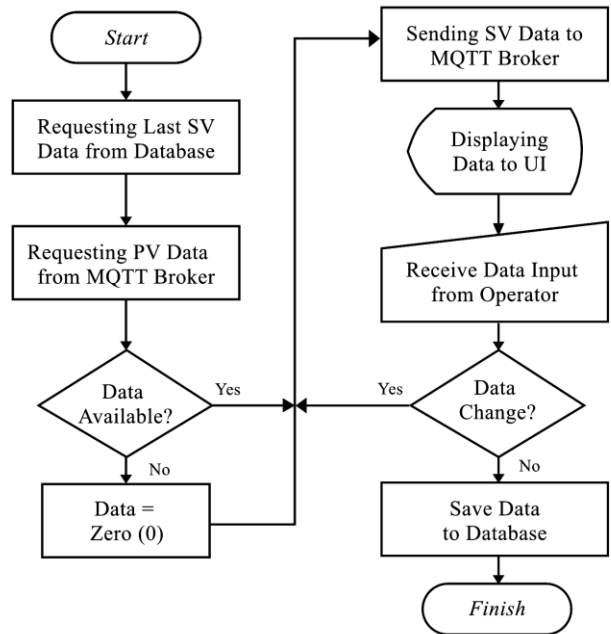 Start
Requesting Last SV
Data from Database
Requesting PV Data
from MQTT Broker
Data
Available?
Yes
No
Data =
Zero (0)
Sending SV Data to
MQTT Broker
Displaying
Data to UI
Receive Data Input
from Operator
Data
Change?
Yes
No
Save Data
to Database
Finish